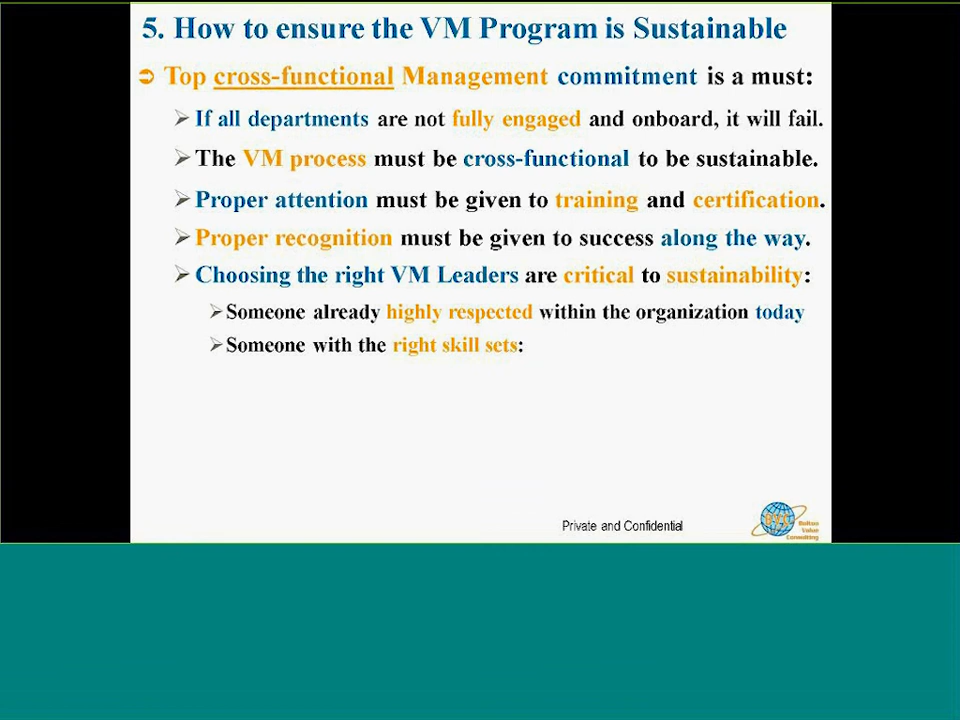 5. How to ensure the VM Program is Sustainable
Top cross-functional Management commitment is a must:
If all departments are not fully engaged and onboard, it will fail.
The VM process must be cross-functional to be sustainable.
Proper attention must be given to training and certification.
Proper recognition must be given to success along the way.
Choosing the right VM Leaders are critical to sustainability:
Someone already highly respected within the organization today
Someone with the right skill sets:
Private and Confidential
BVC
Value
Consulting